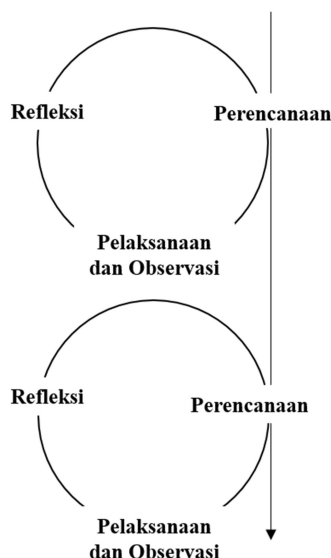 Refleksi
Perencanaan
Pelaksanaan
dan Observasi
Refleksi
Perencanaan
Pelaksanaan
dan Observasi